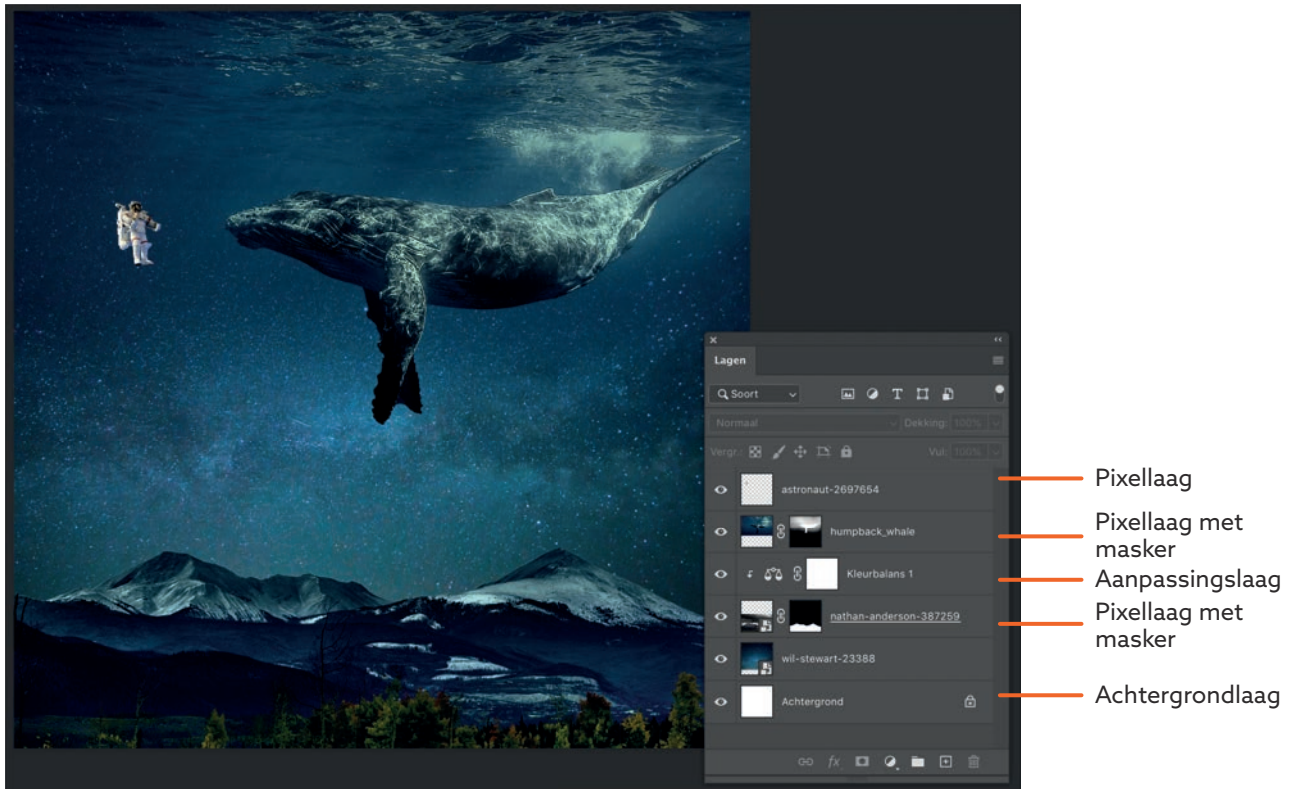 Lagen
Soort
Normaal Dekking: 100%
Vergr.: Vul: 100%
astronaut-2697654
humpback_whale
Kleurbalans 1
nathan-anderson-387259
wil-stewart-23388
Achtergrond
fx
Pixellaag
Pixellaag met
masker
Aanpassingslaag
Pixellaag met
masker
Achtergrondlaag